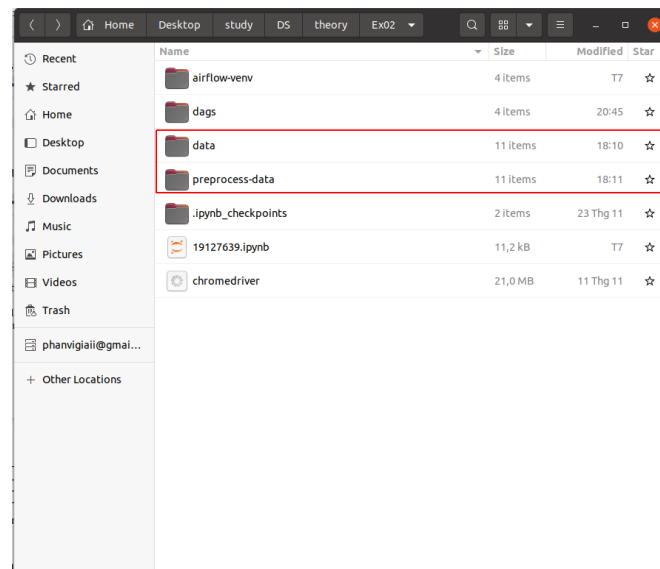 Home Desktop study DS theory Ex02
Name Size Modified Star
Recent
Starred
Home
Desktop
Documents
Downloads
Music
Pictures
Videos
Trash
phanvigiaii@gmai...
Other Locations
airflow-venv 4 items T7
dags 4 items 20:45
data 11 items 18:10
preprocess-data 11 items 18:11
.ipynb_checkpoints 2 items 23 Thg 11
19127639.ipynb 11,2 kB T7
chromedriver 21,0 MB 11 Thg 11